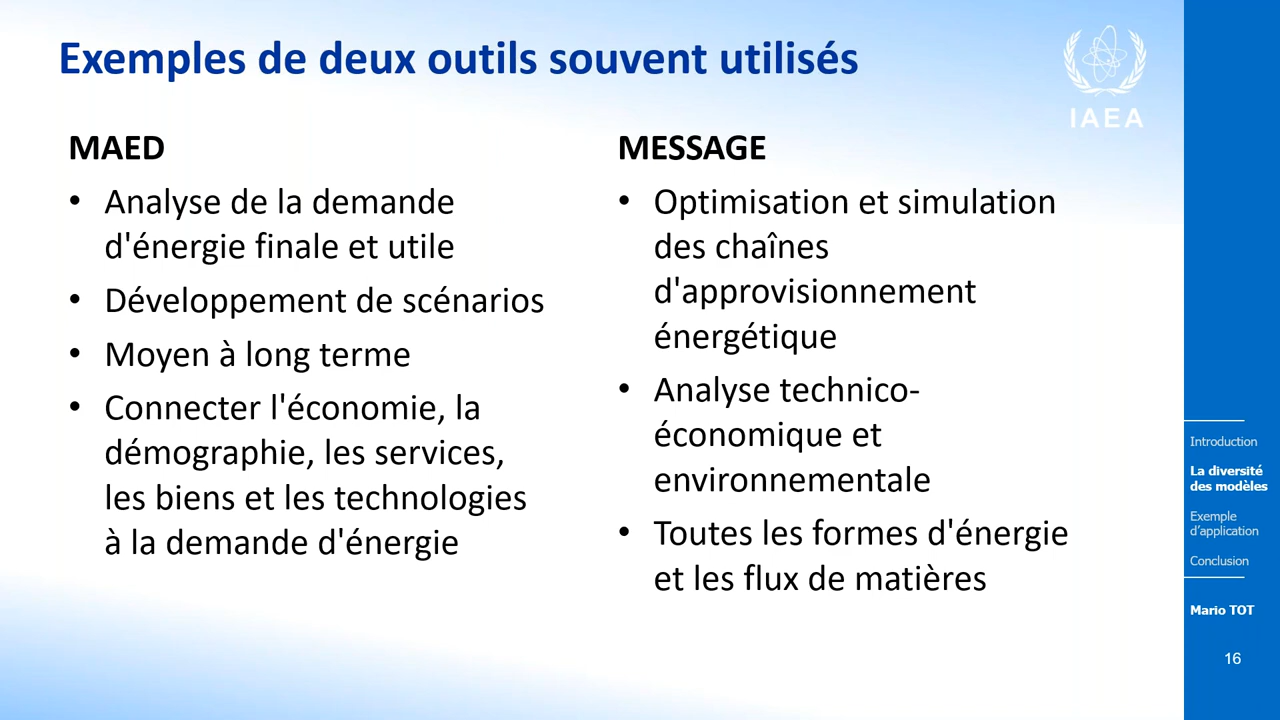 Exemples de deux outils souvent utilisés
IAEA
MAED
• Analyse de la demande
d'énergie finale et utile
• Développement de scénarios
• Moyen à long terme
• Connecter l'économie, la
démographie, les services,
les biens et les technologies
à la demande d'énergie
MESSAGE
• Optimisation et simulation
des chaînes
d'approvisionnement
énergétique
• Analyse technico-
économique et
environnementale
• Toutes les formes d'énergie
et les flux de matières
Introduction
La diversité
des modèles
Exemple
d’application
Conclusion
Mario TOT
16